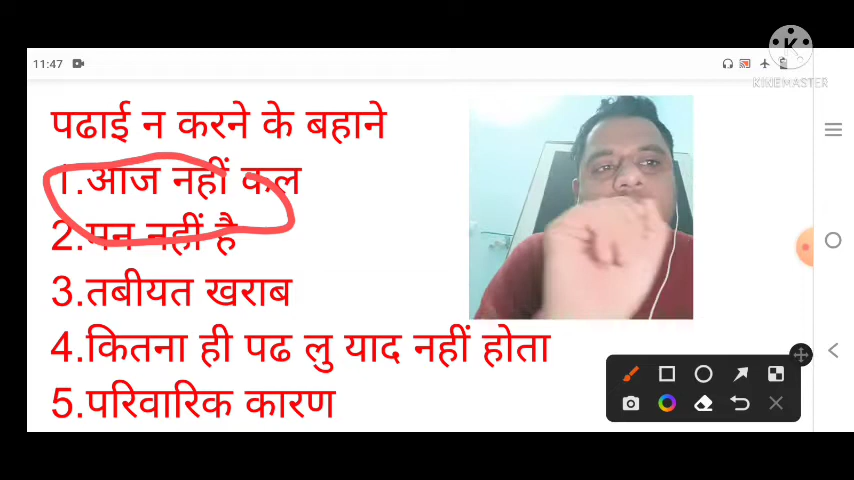 11:47
KINEMASTER
पढाई न करने के बहाने
1.आज नहीं कल
2.मन नहीं है
3.तबीयत खराब
4.कितना ही पढ लु याद नहीं होता
5.परिवारिक कारण